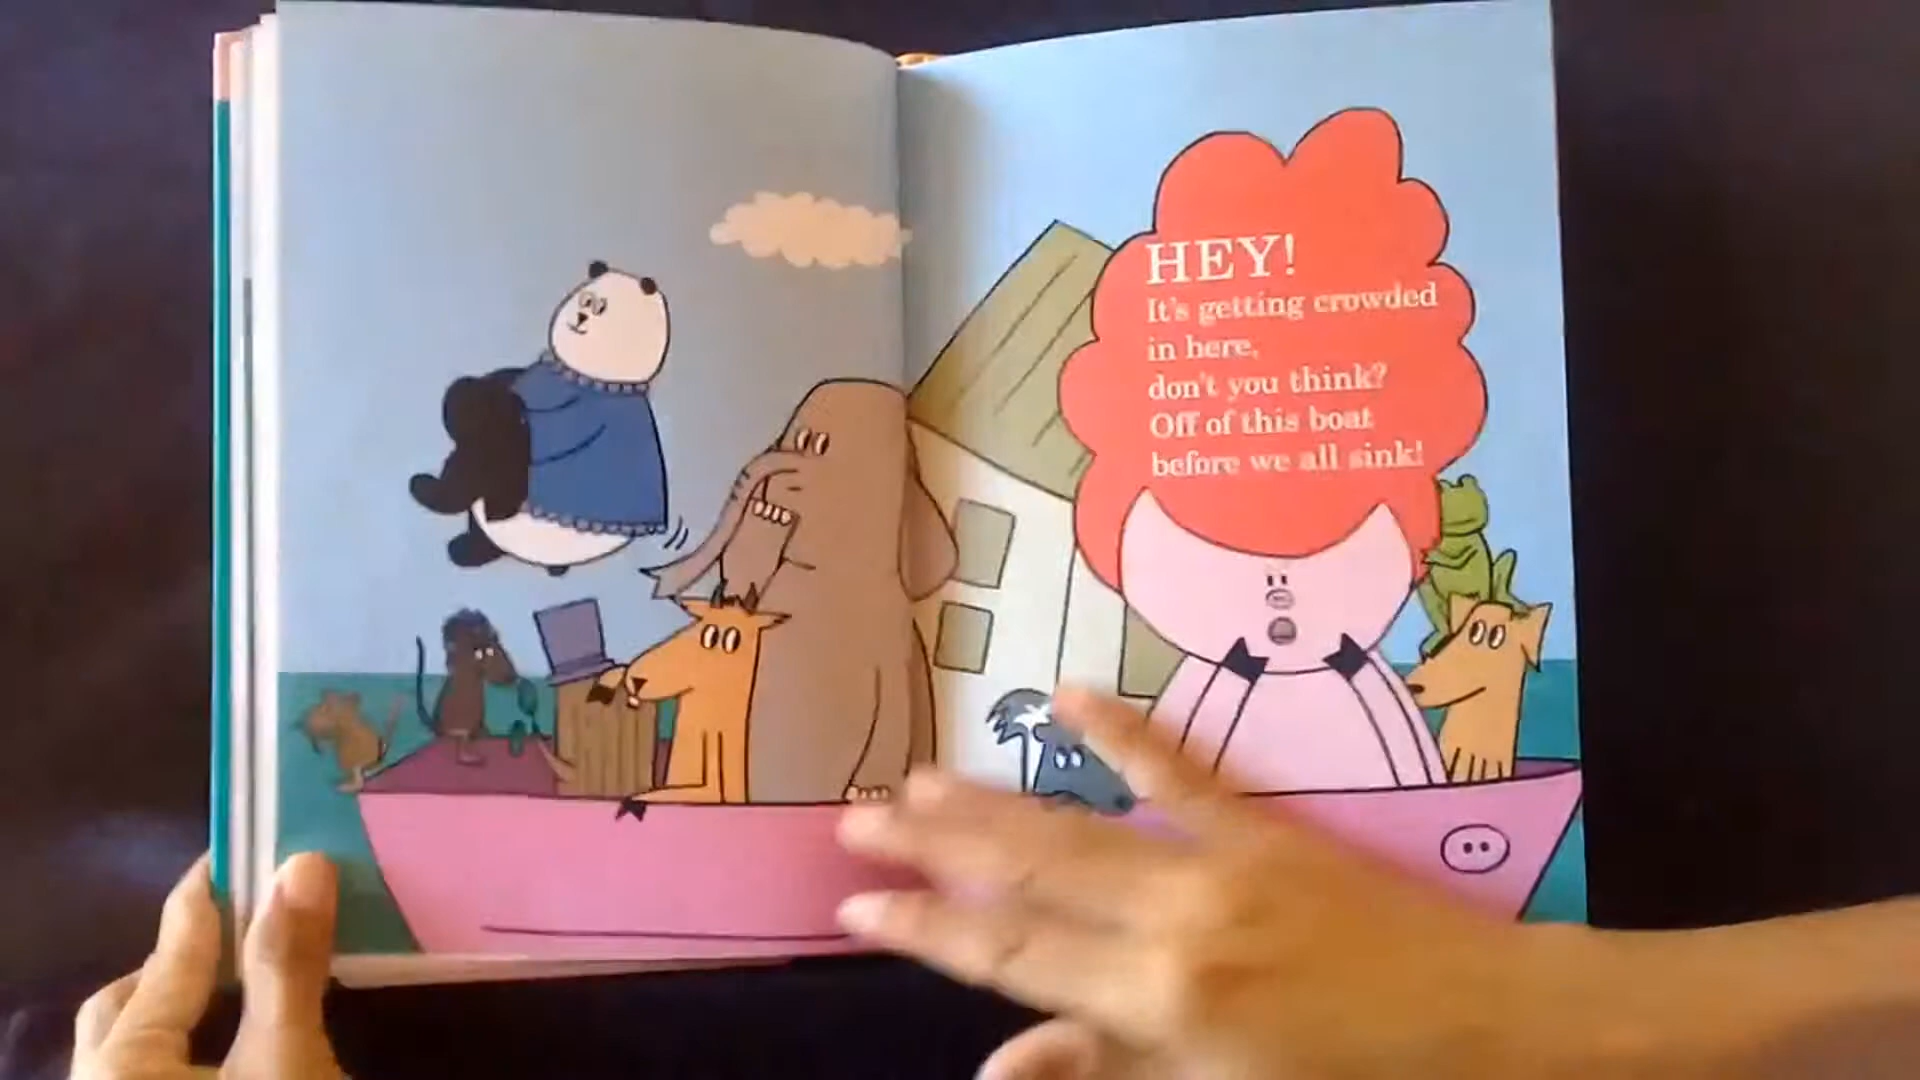 HEY!
It's getting crowded
in here,
don't you think?
Off of this boat
before we all sink!